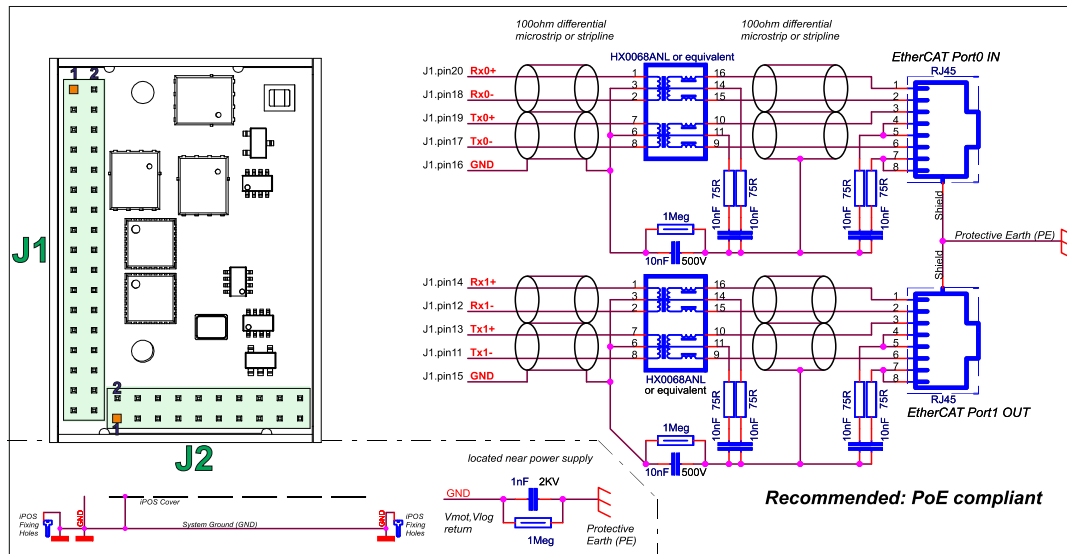 100ohm differential
microstrip or stripline
100ohm differential
microstrip or stripline
EtherCAT Port0 IN
HX0068ANL or equivalent
RJ45
1 2
J1.pin20 Rx0+
J1.pin18 Rx0-
J1.pin19 Tx0+
J1.pin17 Tx0-
J1.pin16 GND
1
3
2
7
6
8
16
14
15
10
11
9
1
2
3
4
5
6
7
8
75R
75R
10nF
10nF
75R
75R
10nF
10nF
1Meg
10nF
500V
Shield
Protective Earth (PE)
Shield
J1
J1.pin14 Rx1+
J1.pin12 Rx1-
J1.pin13 Tx1+
J1.pin11 Tx1-
J1.pin15 GND
1
3
2
7
6
8
16
14
15
10
11
9
1
2
3
4
5
6
7
8
HX0068ANL
or equivalent
RJ45
EtherCAT Port1 OUT
75R
75R
10nF
10nF
75R
75R
10nF
10nF
1Meg
10nF
500V
2
1
J2
located near power supply
GND
1nF 2KV
Vmot,Vlog
return
1Meg
Protective
Earth (PE)
Recommended: PoE compliant
iPOS Cover
iPOS
Fixing
Holes
GND
System Ground (GND)
GND
iPOS
Fixing
Holes